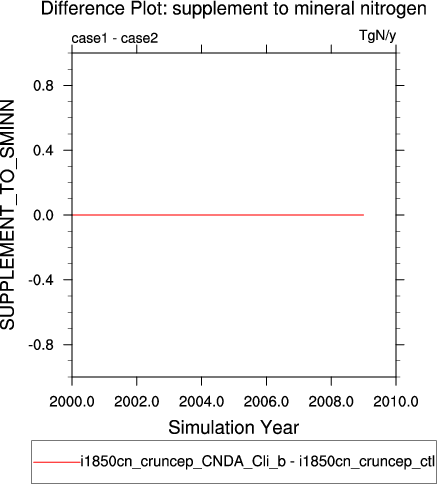 Difference Plot: supplement to mineral nitrogen
case1 - case2
TgN/y
SUPPLEMENT_TO_SMINN
0.8
0.4
0.0
-0.4
-0.8
2000.0 2002.0 2004.0 2006.0 2008.0 2010.0
Simulation Year
i1850cn_cruncep_CNDA_Cli_b - i1850cn_cruncep_ctl